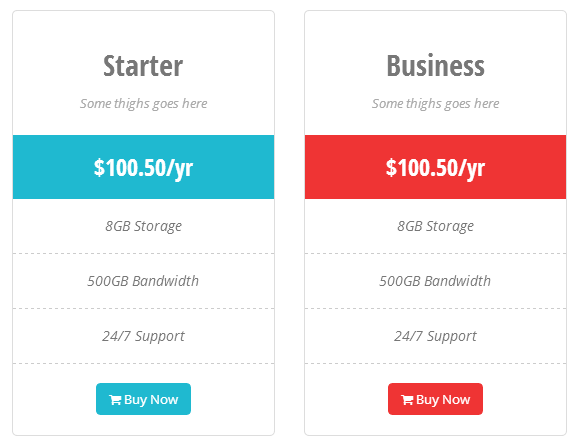 Starter
Some thighs goes here
$100.50/yr
8GB Storage
500GB Bandwidth
24/7 Support
Buy Now
Business
Some thighs goes here
$100.50/yr
8GB Storage
500GB Bandwidth
24/7 Support
Buy Now